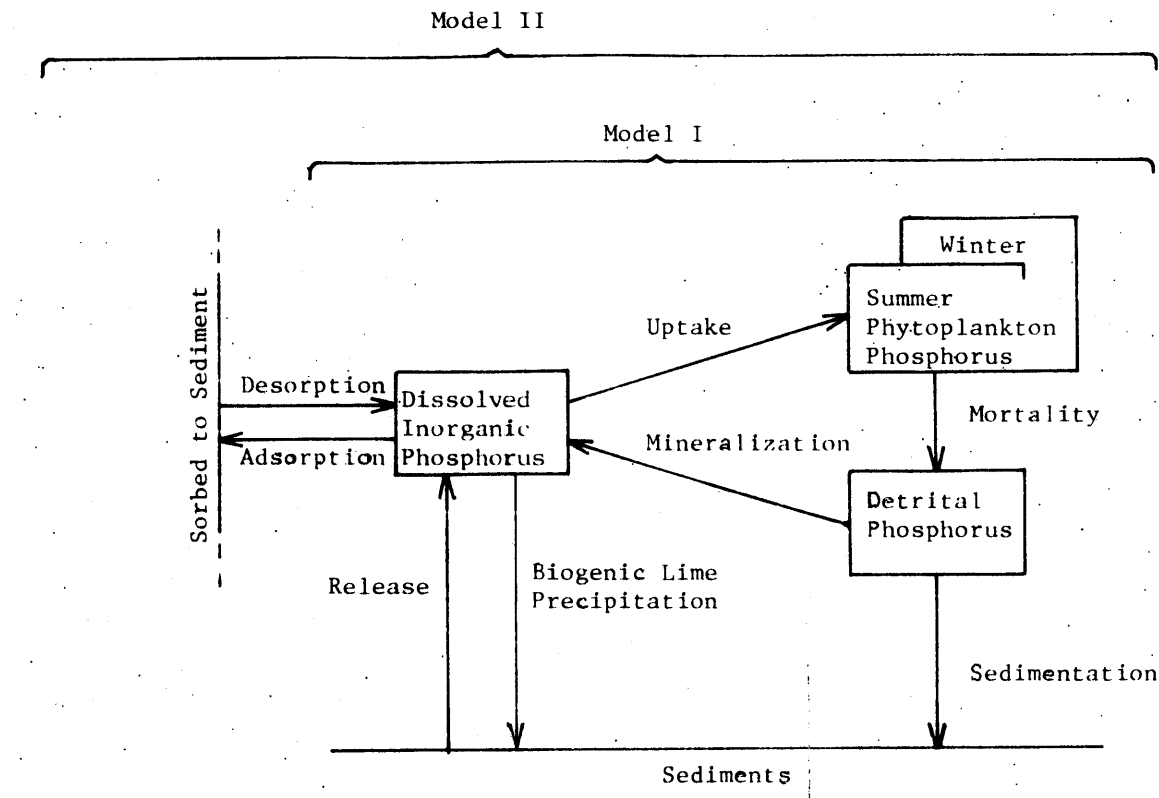 Model II
Model I
Winter
Summer
Phytoplankton
Phosphorus
Uptake
Sorbed to Sediment
Desorption
Dissolved
Inorganic
Phosphorus
Adsorption
Mineralization
Mortality
Detrital
Phosphorus
Release
Biogenic Lime
Precipitation
Sedimentation
Sediments